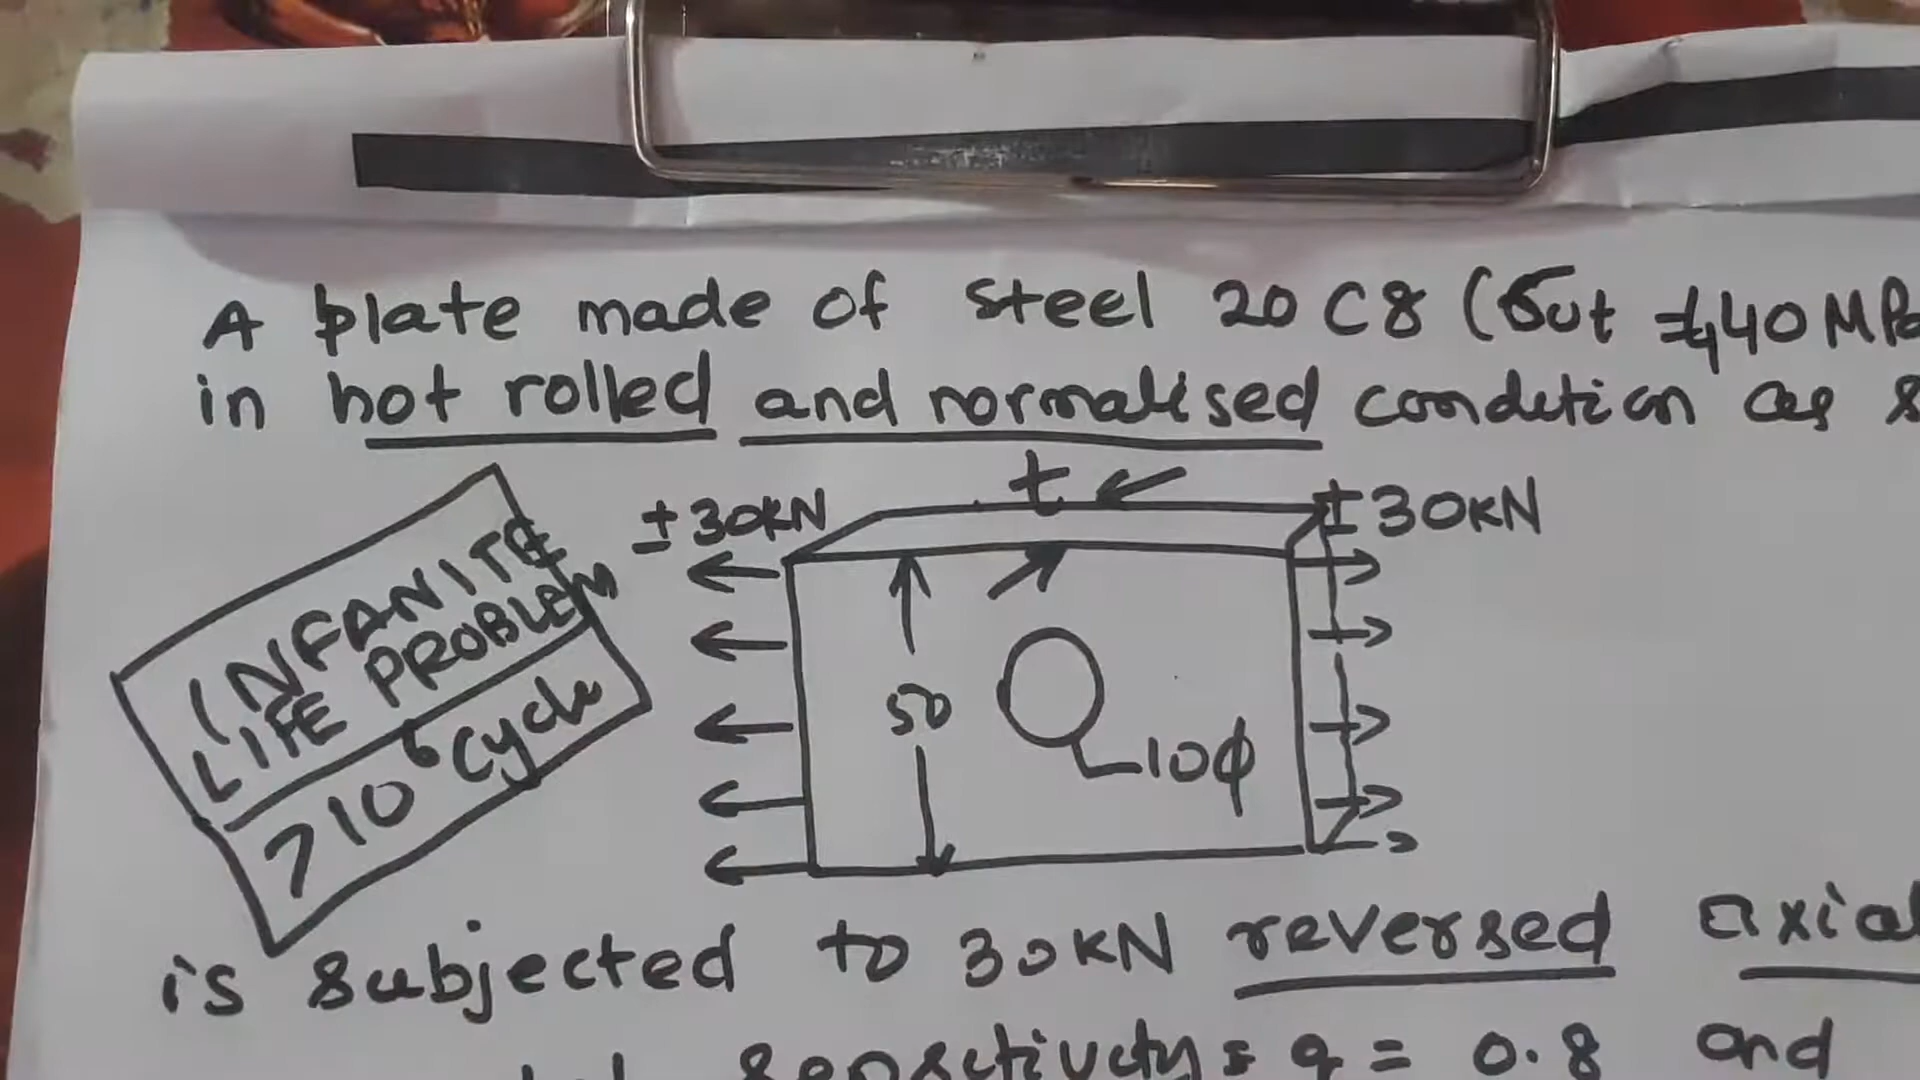 A plate made of steel 20 C8 (σut = 440 MPa
in hot rolled and normalised condition as
t
±30KN
±30KN
INFANITE
LIFE PROBLEM
>10⁶ Cycle
50
10ϕ
is subjected to 30KN reversed axial
sensitivity = q = 0.8 and